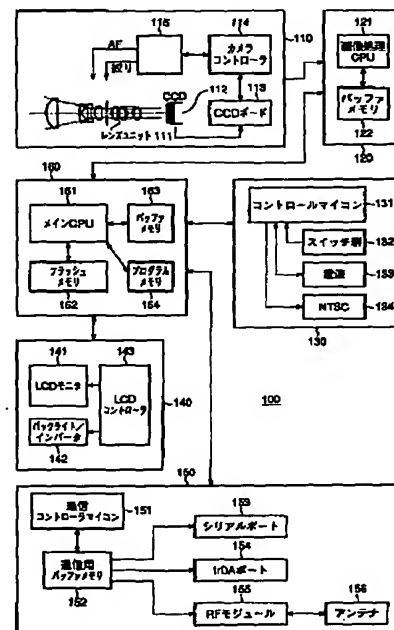 115
114
121
AF
カメラ
コントローラ
110
画像処理
CPU
絞り
CCD
112
113
バッファ
メモリ
122
レンズユニット 111
CCDボード
120
160
161
163
メインCPU
バッファ
メモリ
コントロールマイコン
131
スイッチ群
132
フラッシュ
メモリ
プログラム
メモリ
電源
133
162
164
NTSC
134
130
141
143
LCDモニタ
LCD
コントローラ
140
100
バックライト/
インバータ
142
150
通信
コントローラマイコン
151
153
シリアルポート
154
通信用
バッファメモリ
IrDAポート
152
155
156
RFモジュール
アンテナ